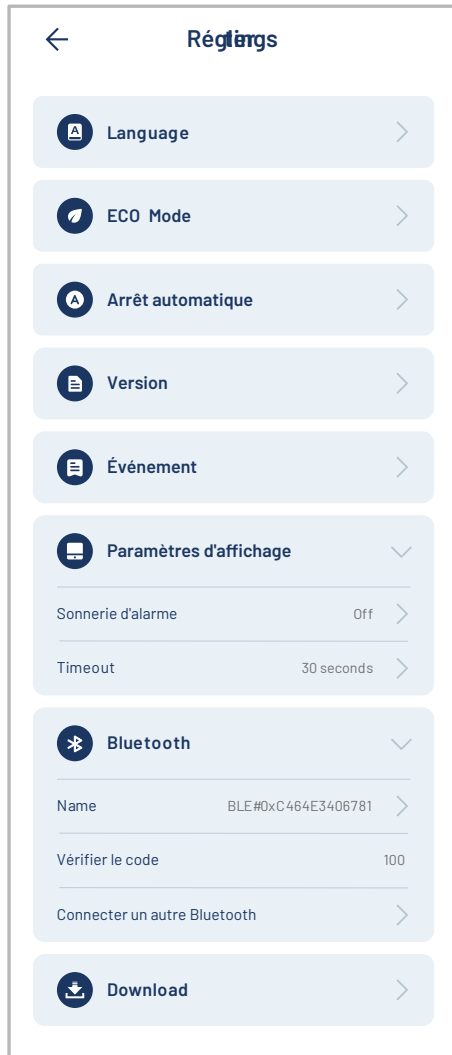 Language
ECO Mode
Arrêt automatique
Version
Événement
Paramètres d'affichage
Sonnerie d'alarme Off
Timeout 30 seconds
Bluetooth
Name BLE#0xC464E3406781
Vérifier le code 100
Connecter un autre Bluetooth
Download